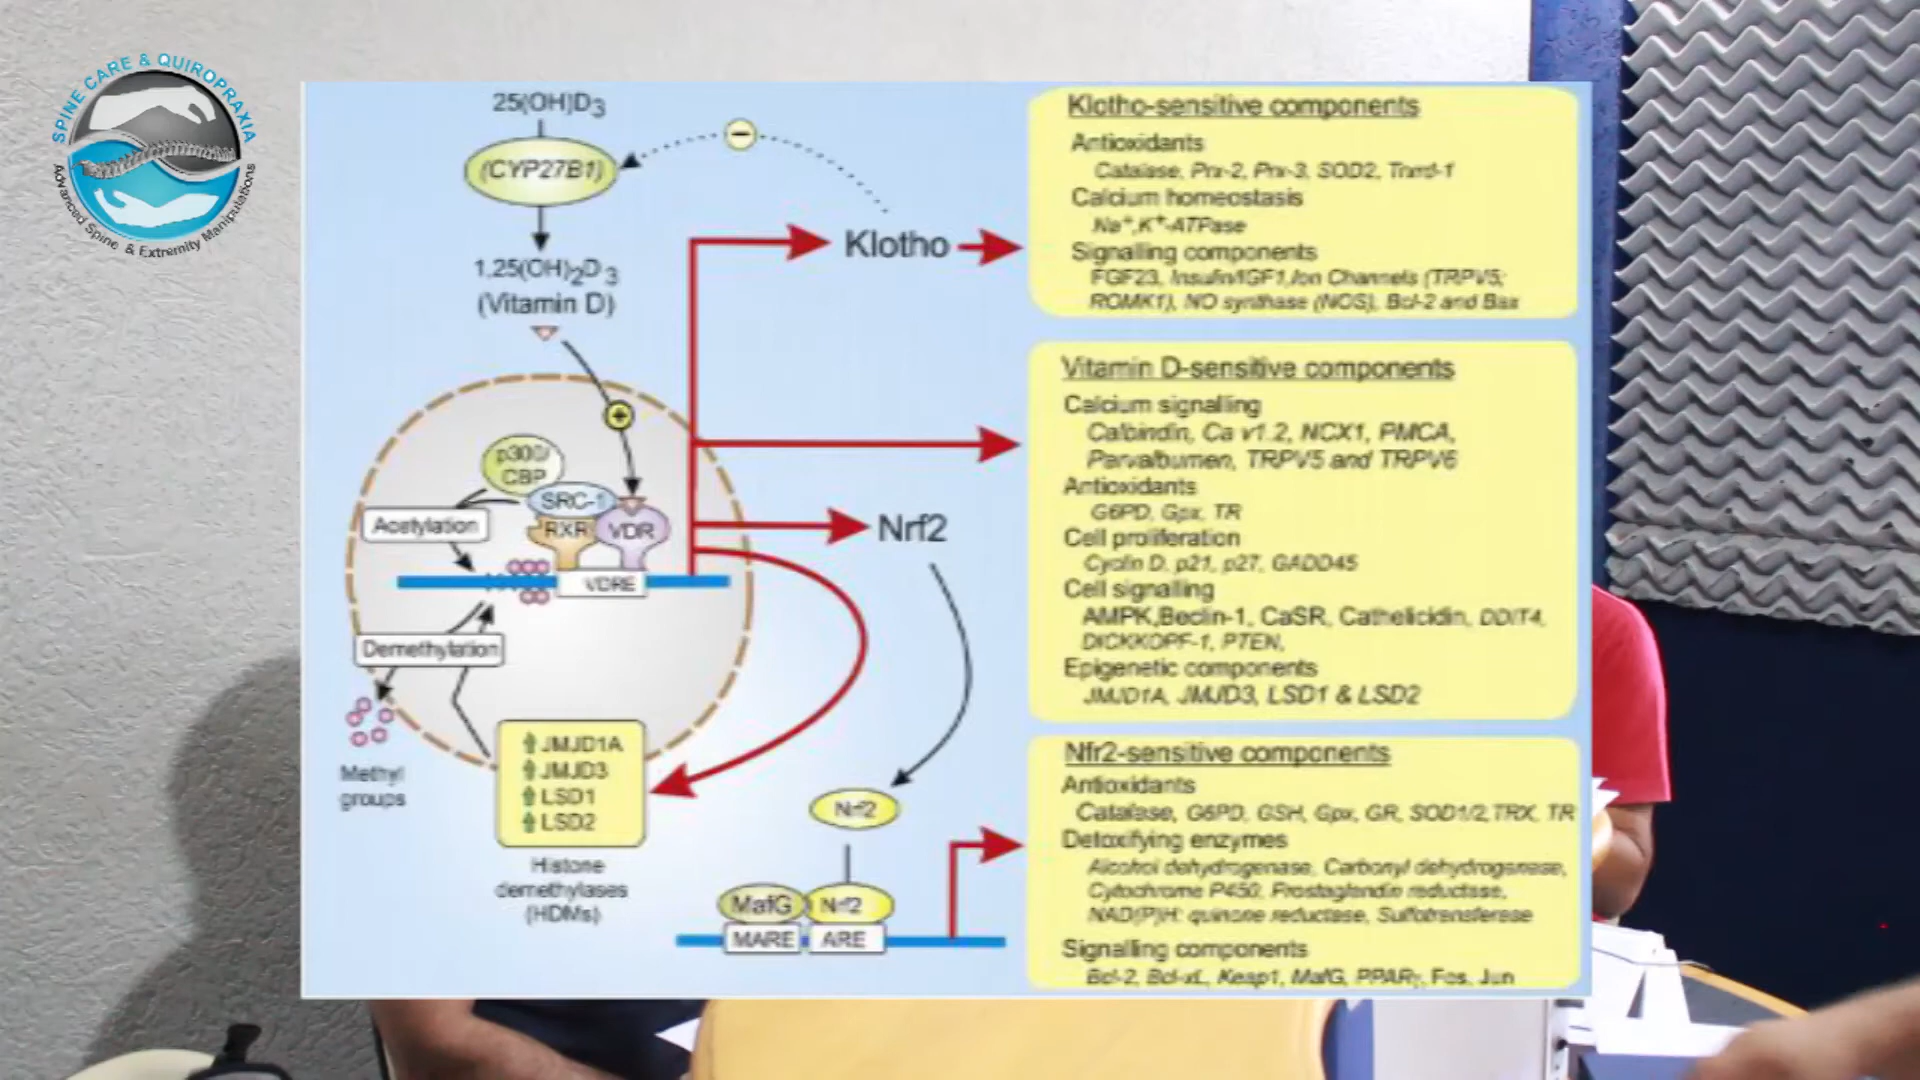 SPINE CARE & QUIROPRAXIA
Advanced Spine & Extremity Manipulations
25(OH)D3
(CYP27B1)
1,25(OH)2D3
(Vitamin D)
−
Klotho
+
p300/
CBP
SRC-1
RXR
VDR
Acetylation
VDRE
Demethylation
Methyl
groups
JMJD1A
JMJD3
LSD1
LSD2
Histone
demethylases
(HDMs)
Nrf2
Nrf2
MafG
Nrf2
MARE
ARE
Klotho-sensitive components
Antioxidants
Catalase, Prx-2, Prx-3, SOD2, Tnrd-1
Calcium homeostasis
Na+,K+-ATPase
Signalling components
FGF23, Insulin/IGF1,Ion Channels (TRPV5;
ROMK1), NO synthase (NOS), Bcl-2 and Bax
Vitamin D-sensitive components
Calcium signalling
Calbindin, Ca v1.2, NCX1, PMCA,
Parvalbumen, TRPV5 and TRPV6
Antioxidants
G6PD, Gpx, TR
Cell proliferation
Cyclin D, p21, p27, GADD45
Cell signalling
AMPK,Beclin-1, CaSR, Cathelicidin, DDIT4,
DICKKOPF-1, PTEN,
Epigenetic components
JMJD1A, JMJD3, LSD1 & LSD2
Nfr2-sensitive components
Antioxidants
Catalase, G6PD, GSH, Gpx, GR, SOD1/2,TRX, TR
Detoxifying enzymes
Alcohol dehydrogenase, Carbonyl dehydrogenase,
Cytochrome P450, Prostaglandin reductase,
NAD(P)H: quinone reductase, Sulfotransferase
Signalling components
Bcl-2, Bcl-xL, Keap1, MafG, PPARγ, Fos, Jun